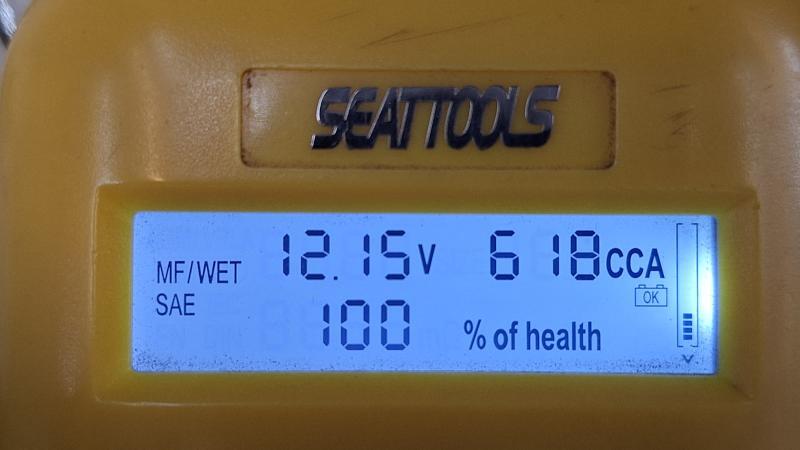 SEATTOOLS
MF/WET 12.15V 618CCA
SAE OK
100 % of health